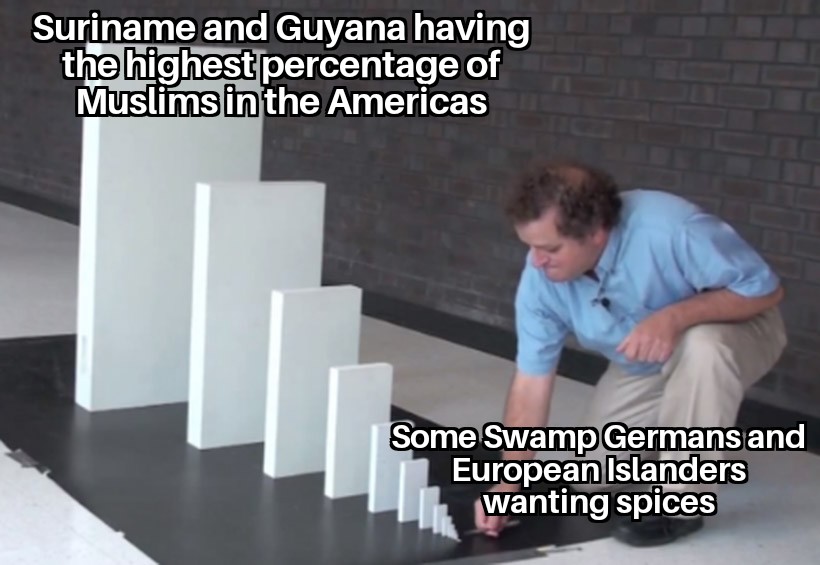 Suriname and Guyana having
the highest percentage of
Muslims in the Americas
Some Swamp Germans and
European Islanders
wanting spices